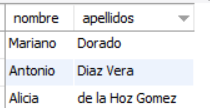 nombre apellidos
Mariano Dorado
Antonio Diaz Vera
Alicia de la Hoz Gomez